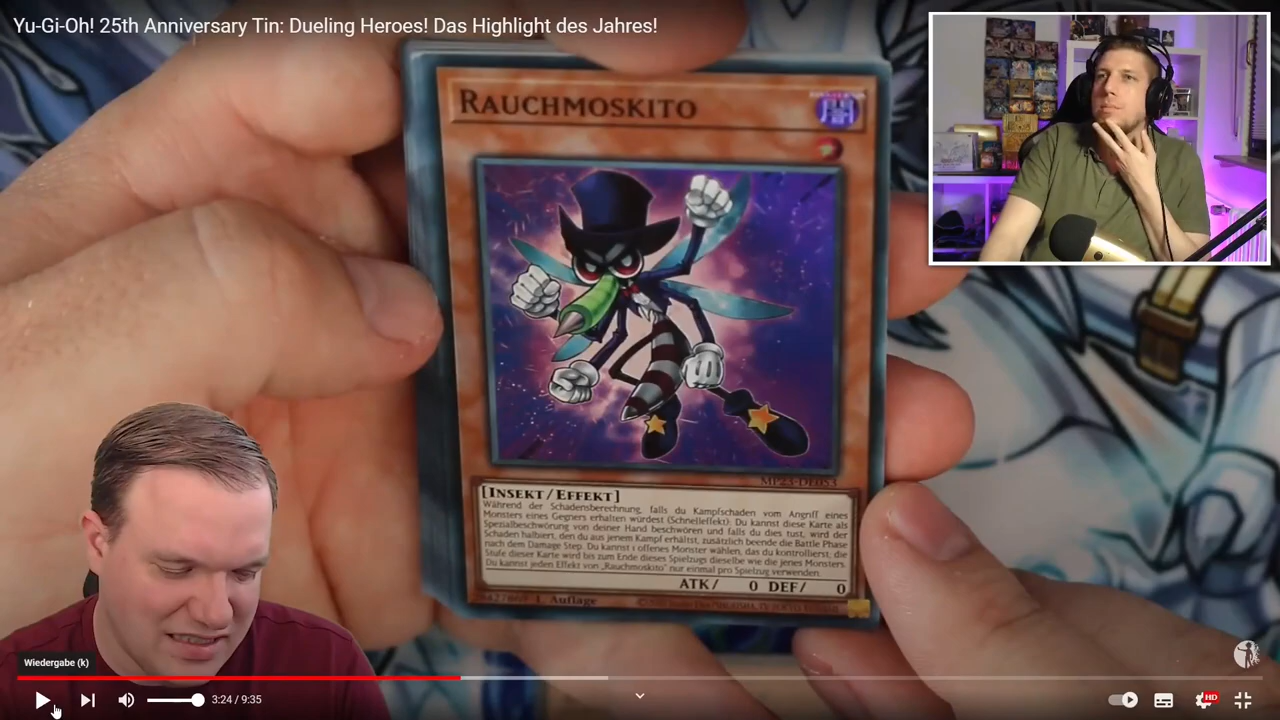 Yu-Gi-Oh! 25th Anniversary Tin: Dueling Heroes! Das Highlight des Jahres!
RAUCHMOSKITO
[INSEKT/EFFEKT]
Während der Schadensberechnung, falls du Kampfschaden vom Angriff eines
Monsters eines Gegners erhalten würdest (Schnelleffekt): Du kannst diese Karte als
Spezialbeschwörung von deiner Hand beschwören und falls du dies tust, wird der
Schaden halbiert, den du aus jenem Kampf erhältst, zusätzlich beende die Battle Phase
nach dem Damage Step. Du kannst 1 offenes Monster wählen, das du kontrollierst; die
Stufe dieser Karte wird bis zum Ende dieses Spielzugs dieselbe wie die jenes Monsters.
Du kannst jeden Effekt von „Rauchmoskito" nur einmal pro Spielzug verwenden.
ATK/ 0 DEF/ 0
1. Auflage
Wiedergabe (k)
3:24 / 9:35
HD